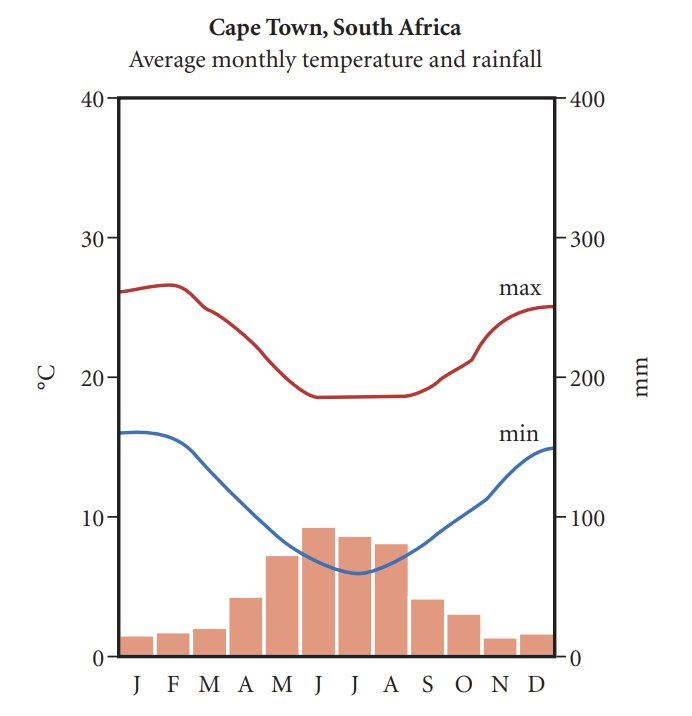 Cape Town, South Africa
Average monthly temperature and rainfall
40 400
30 300
max
°C 20 200 mm
min
10 100
0 0
J F M A M J J A S O N D